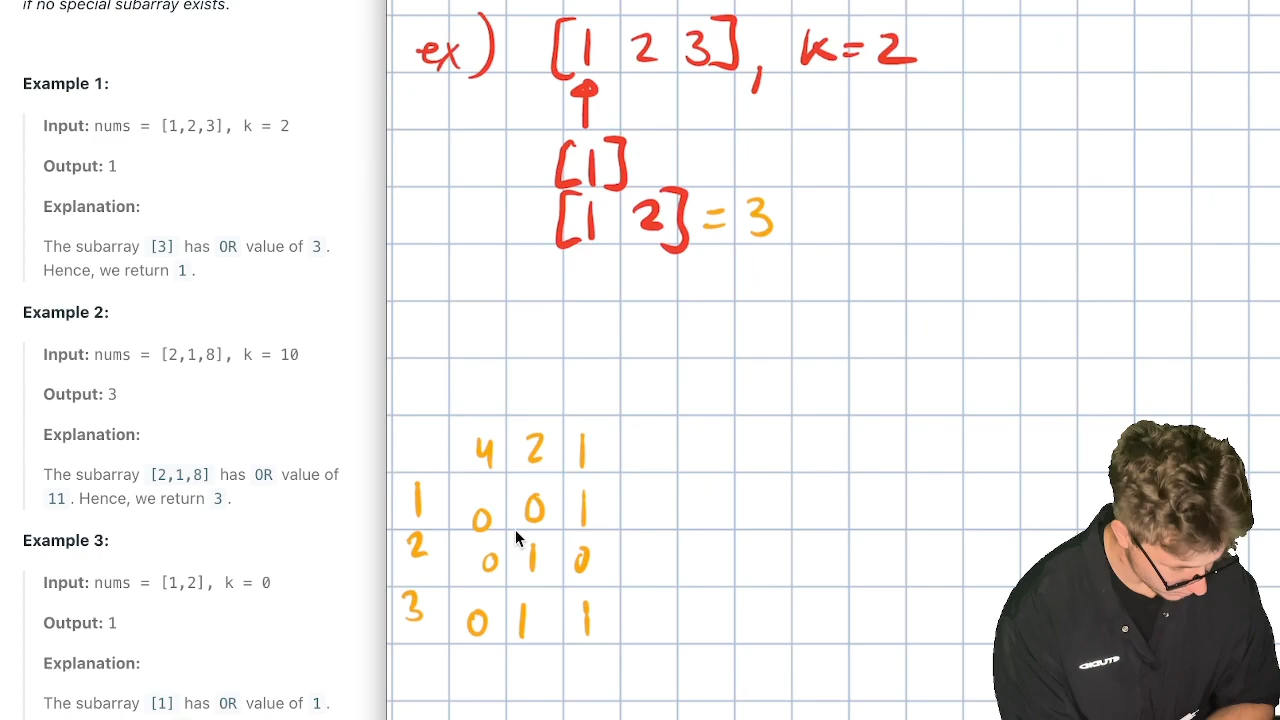 if no special subarray exists.
Example 1:
Input: nums = [1,2,3], k = 2
Output: 1
Explanation:
The subarray [3] has OR value of 3.
Hence, we return 1.
Example 2:
Input: nums = [2,1,8], k = 10
Output: 3
Explanation:
The subarray [2,1,8] has OR value of
11. Hence, we return 3.
Example 3:
Input: nums = [1,2], k = 0
Output: 1
Explanation:
The subarray [1] has OR value of 1.
ex) [1 2 3], k=2
[1]
[1 2] = 3
4 2 1
1 0 0 1
2 0 1 0
3 0 1 1